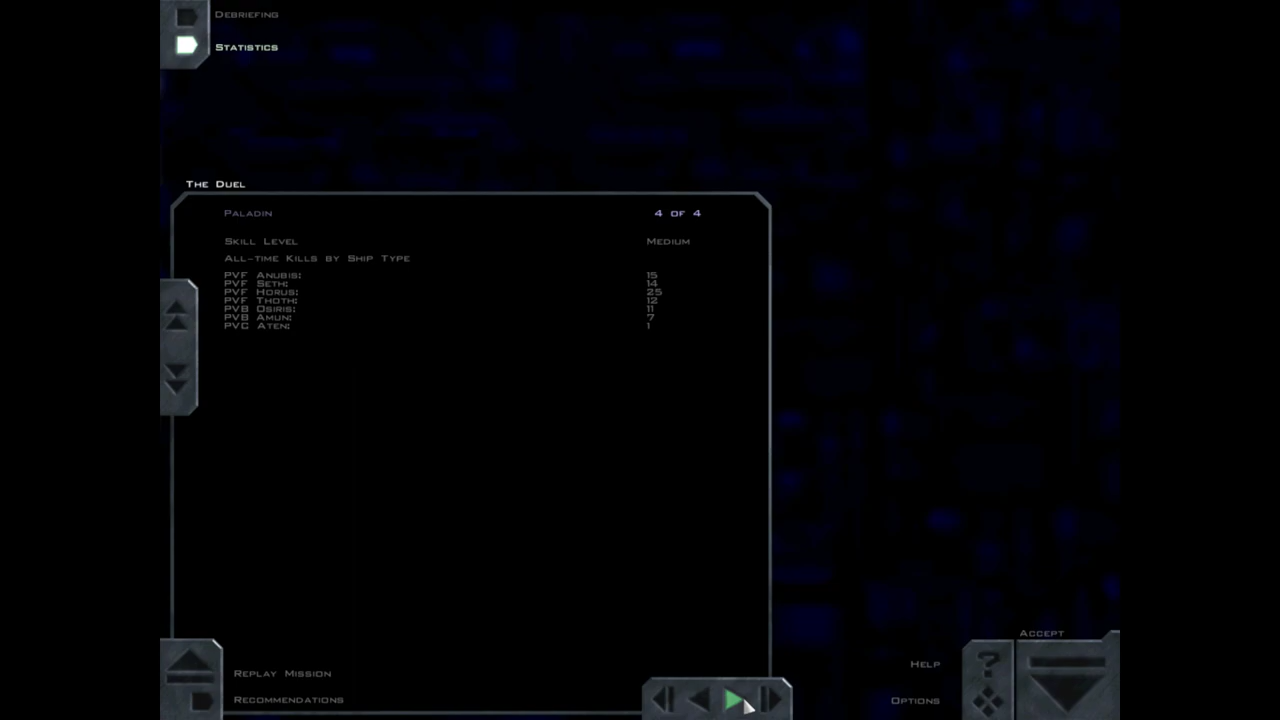 Debriefing
Statistics
The Duel
Paladin 4 of 4
Skill Level Medium
All-time Kills by Ship Type
PVF Anubis: 15
PVF Seth: 14
PVF Horus: 25
PVF Thoth: 12
PVB Osiris: 11
PVB Amun: 7
PVC Aten: 1
Accept
Help
Replay Mission
Recommendations
Options